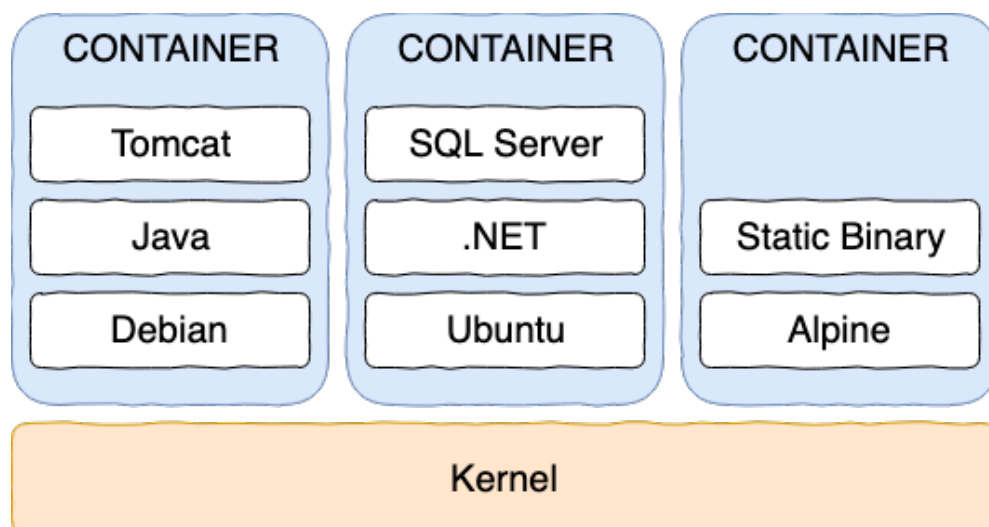 CONTAINER
Tomcat
Java
Debian
CONTAINER
SQL Server
.NET
Ubuntu
CONTAINER
Static Binary
Alpine
Kernel